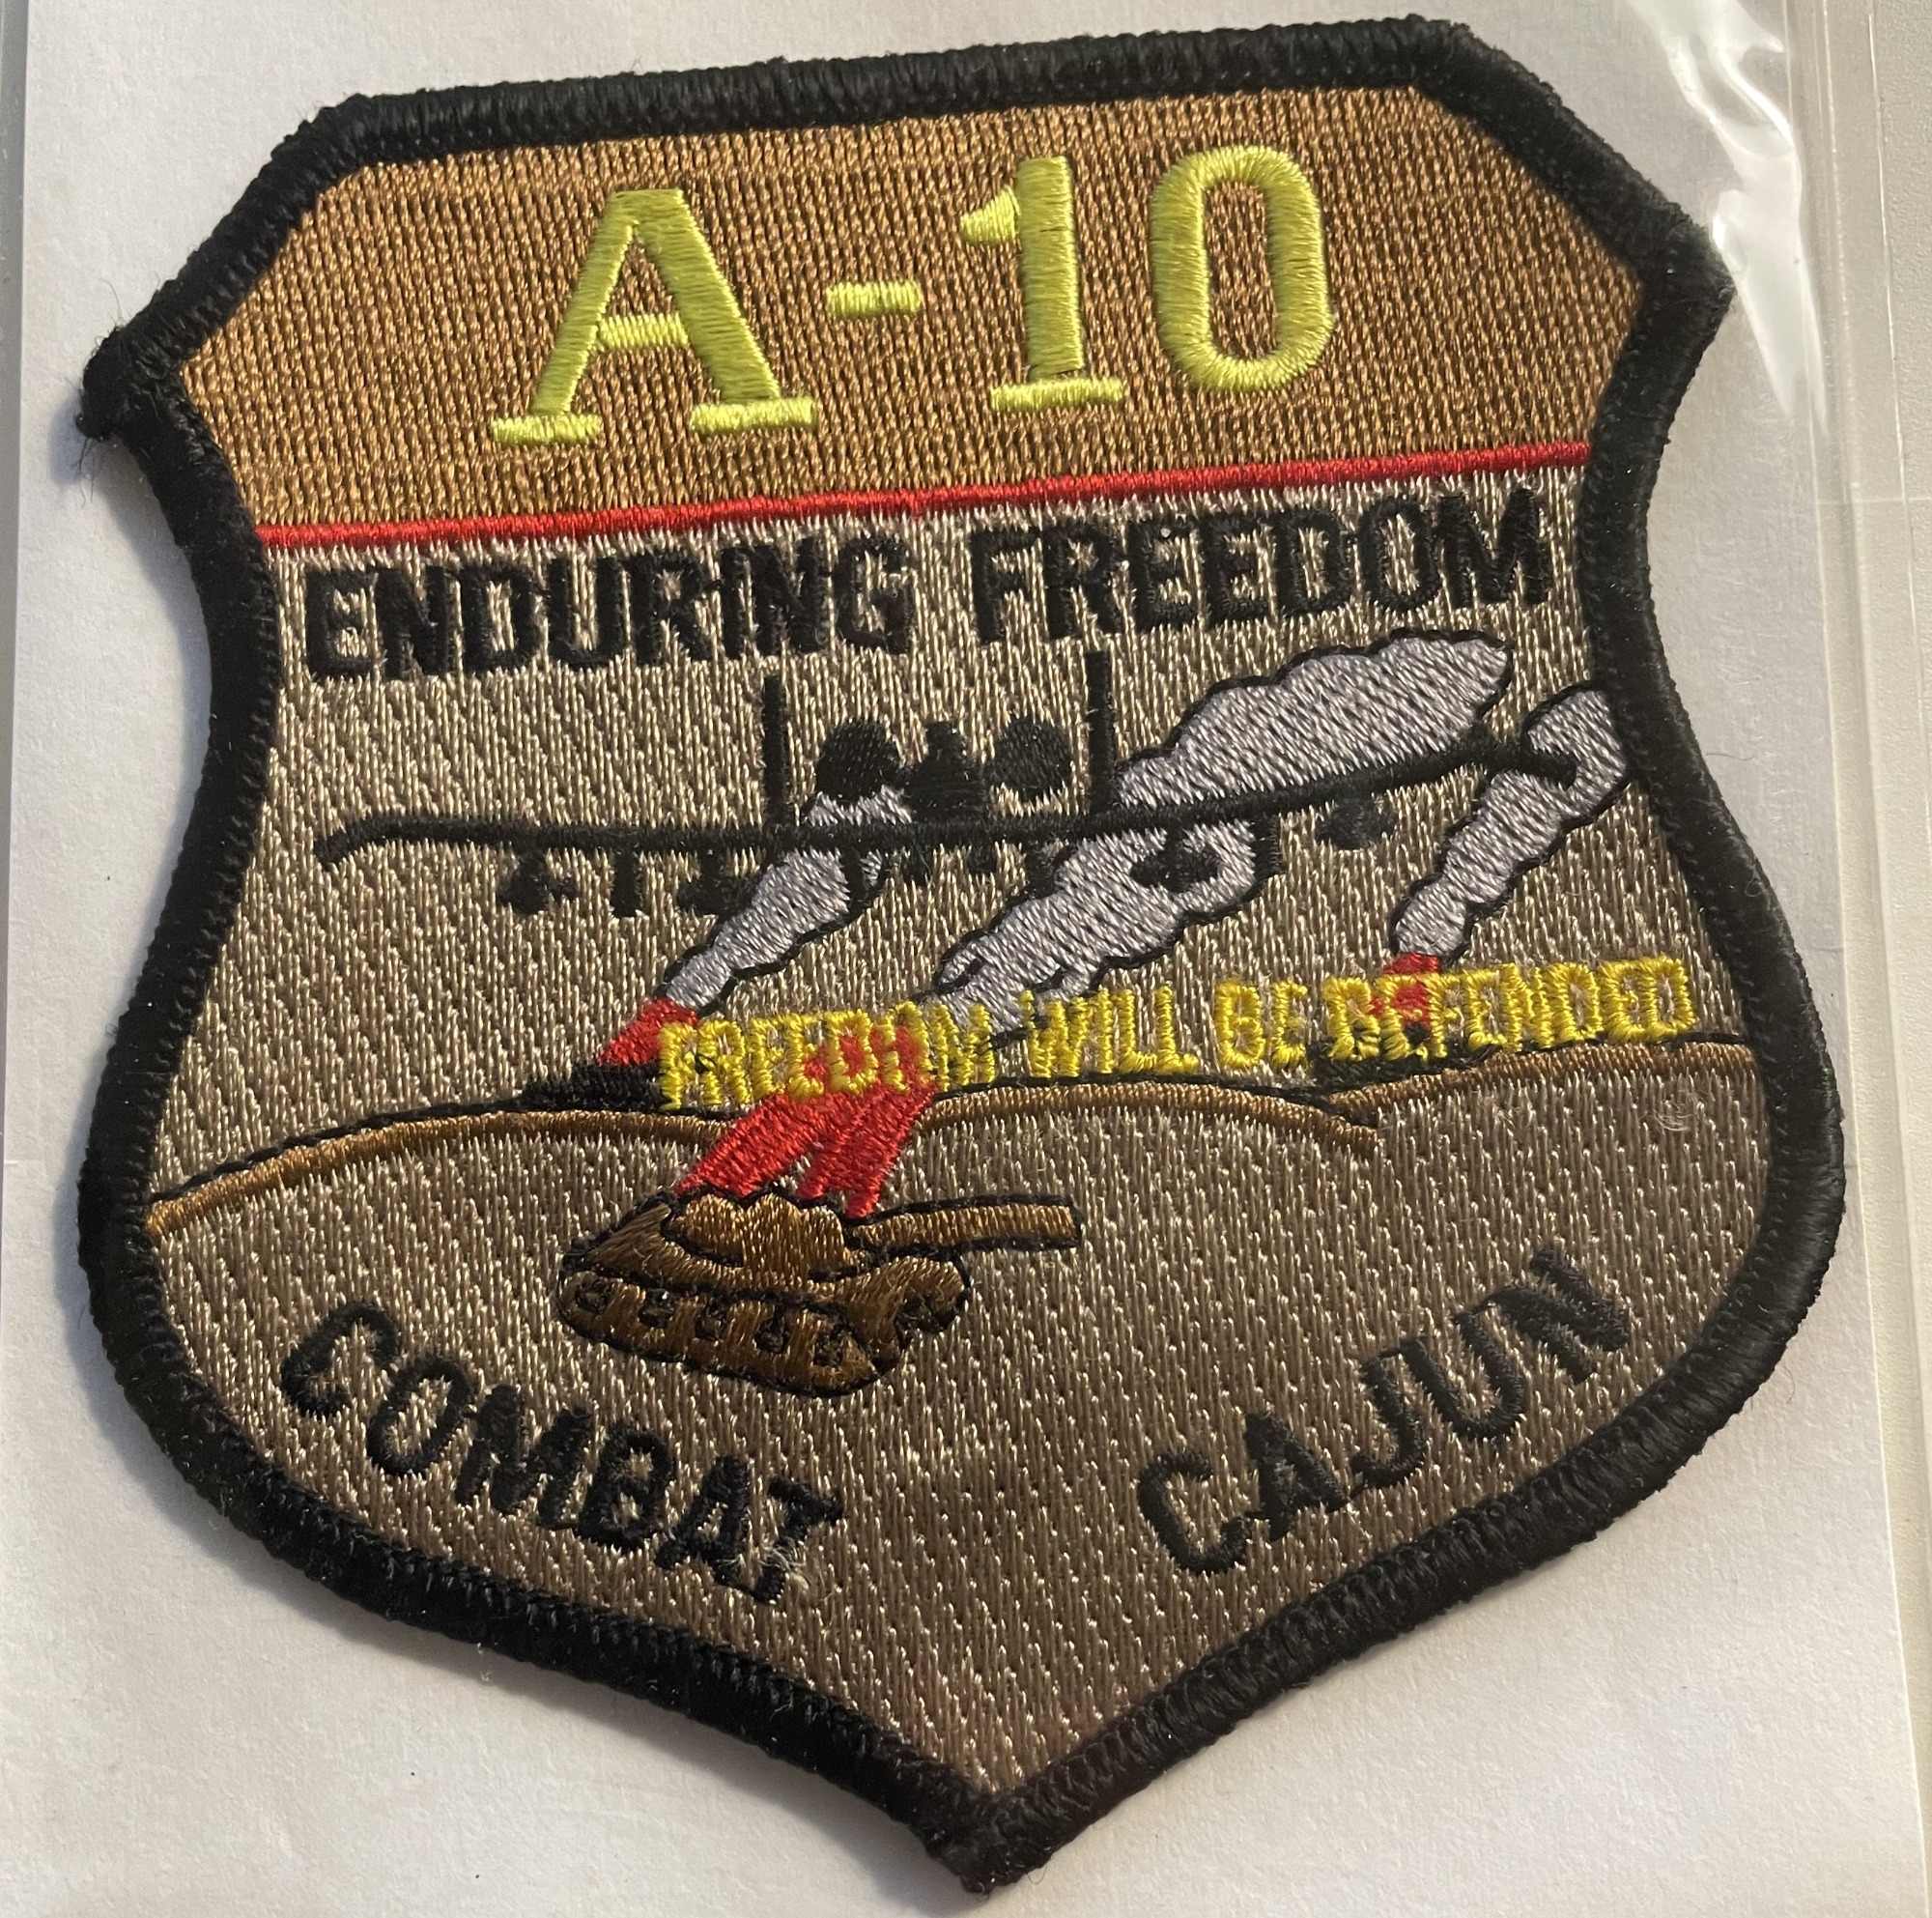 A-10
ENDURING FREEDOM
FREEDOM WILL BE DEFENDED
COMBAT CAJUN